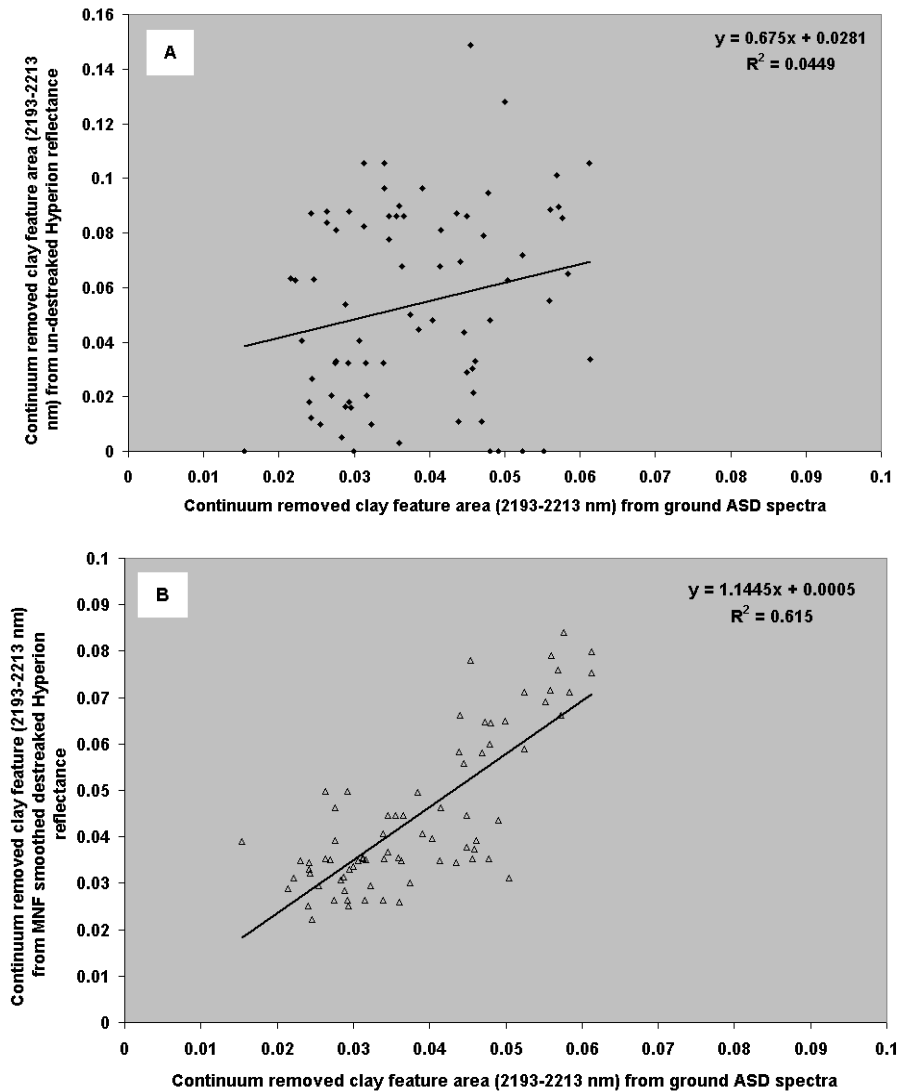 A
y = 0.675x + 0.0281
R² = 0.0449
Continuum removed clay feature area (2193-2213
nm) from un-destreaked Hyperion reflectance
0.16
0.14
0.12
0.1
0.08
0.06
0.04
0.02
0
0 0.01 0.02 0.03 0.04 0.05 0.06 0.07 0.08 0.09 0.1
Continuum removed clay feature area (2193-2213 nm) from ground ASD spectra
B
y = 1.1445x + 0.0005
R² = 0.615
Continuum removed clay feature (2193-2213 nm)
from MNF smoothed destreaked Hyperion
reflectance
0.1
0.09
0.08
0.07
0.06
0.05
0.04
0.03
0.02
0.01
0
0 0.01 0.02 0.03 0.04 0.05 0.06 0.07 0.08 0.09 0.1
Continuum removed clay feature area (2193-2213 nm) from ground ASD spectra